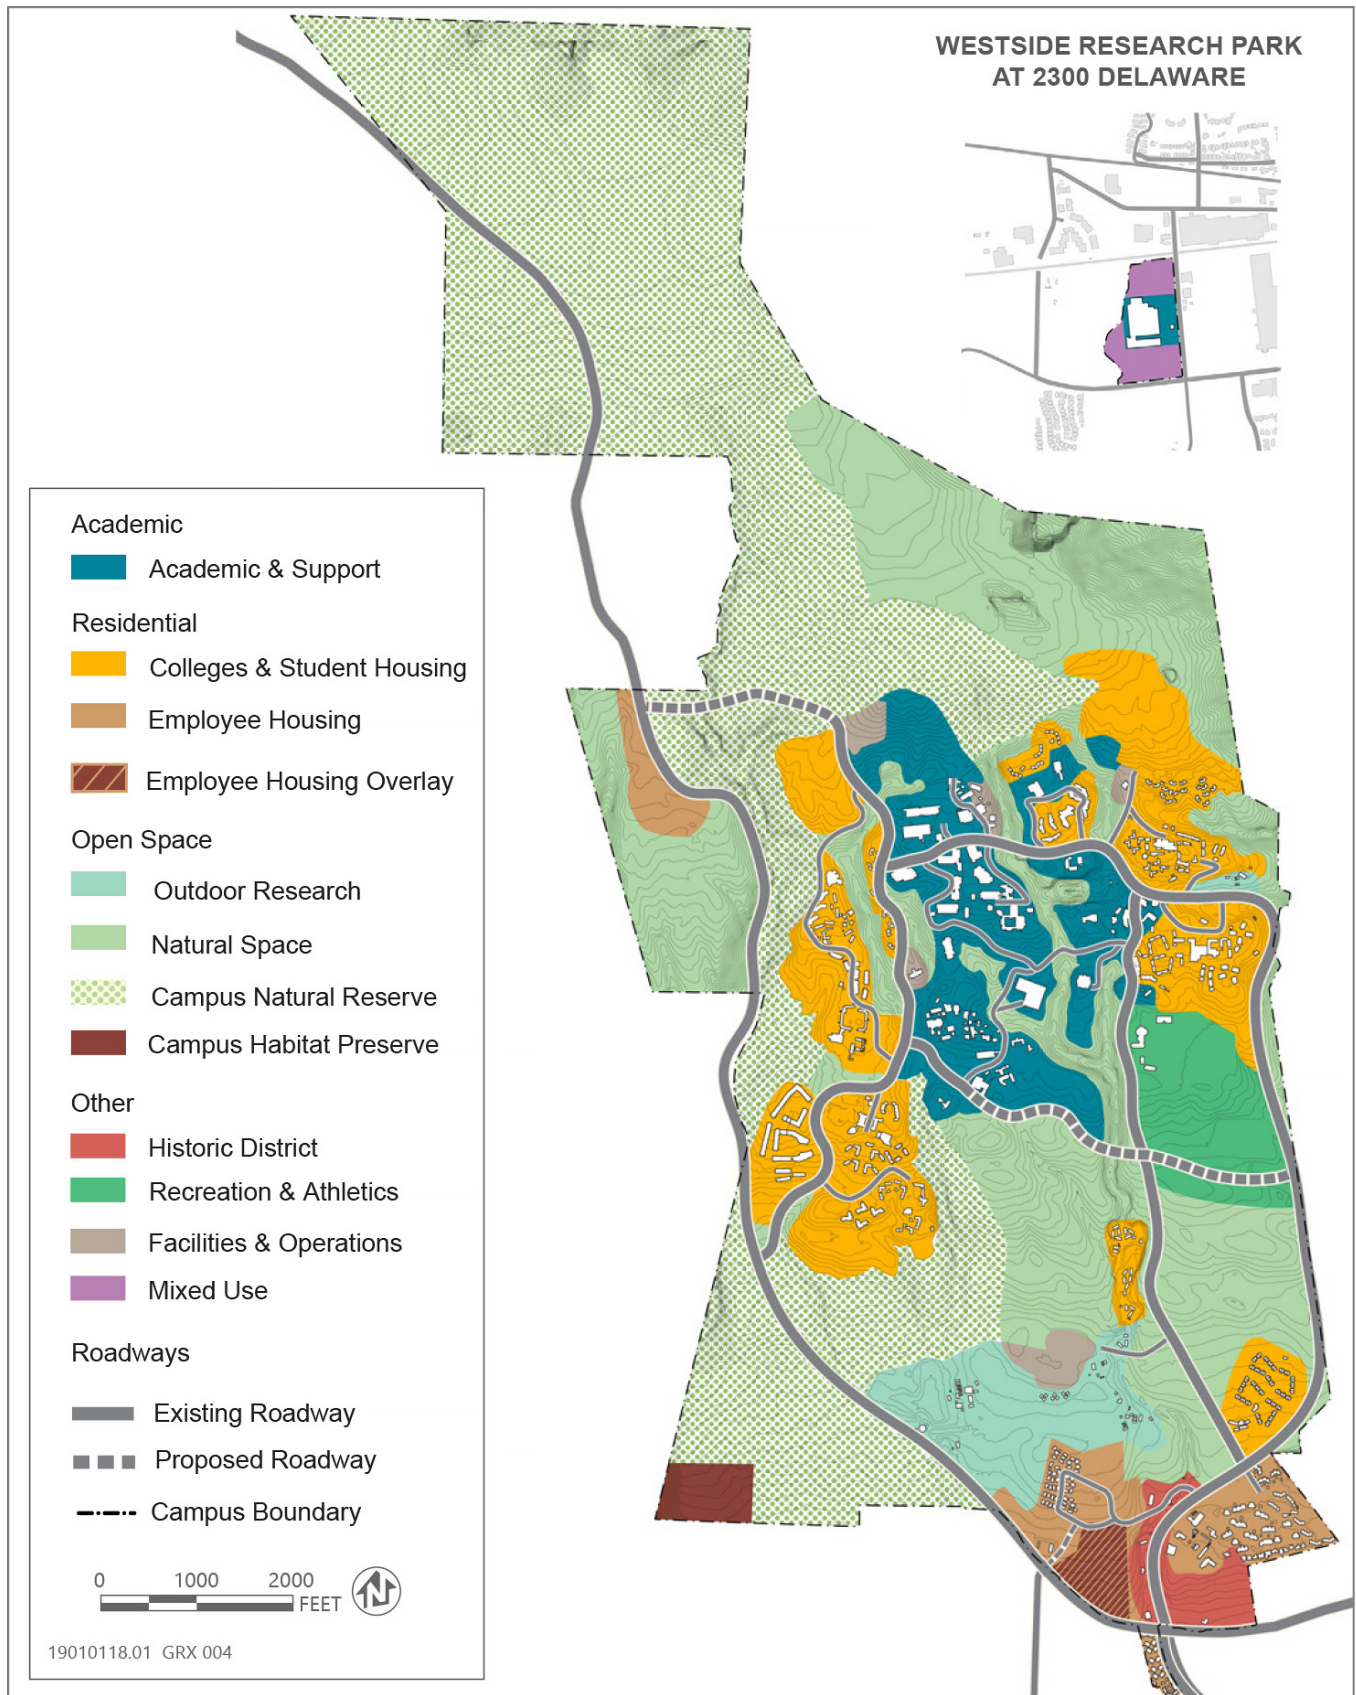 WESTSIDE RESEARCH PARK
AT 2300 DELAWARE
Academic
Academic & Support
Residential
Colleges & Student Housing
Employee Housing
Employee Housing Overlay
Open Space
Outdoor Research
Natural Space
Campus Natural Reserve
Campus Habitat Preserve
Other
Historic District
Recreation & Athletics
Facilities & Operations
Mixed Use
Roadways
Existing Roadway
Proposed Roadway
Campus Boundary
0 1000 2000
FEET
N
19010118.01 GRX 004